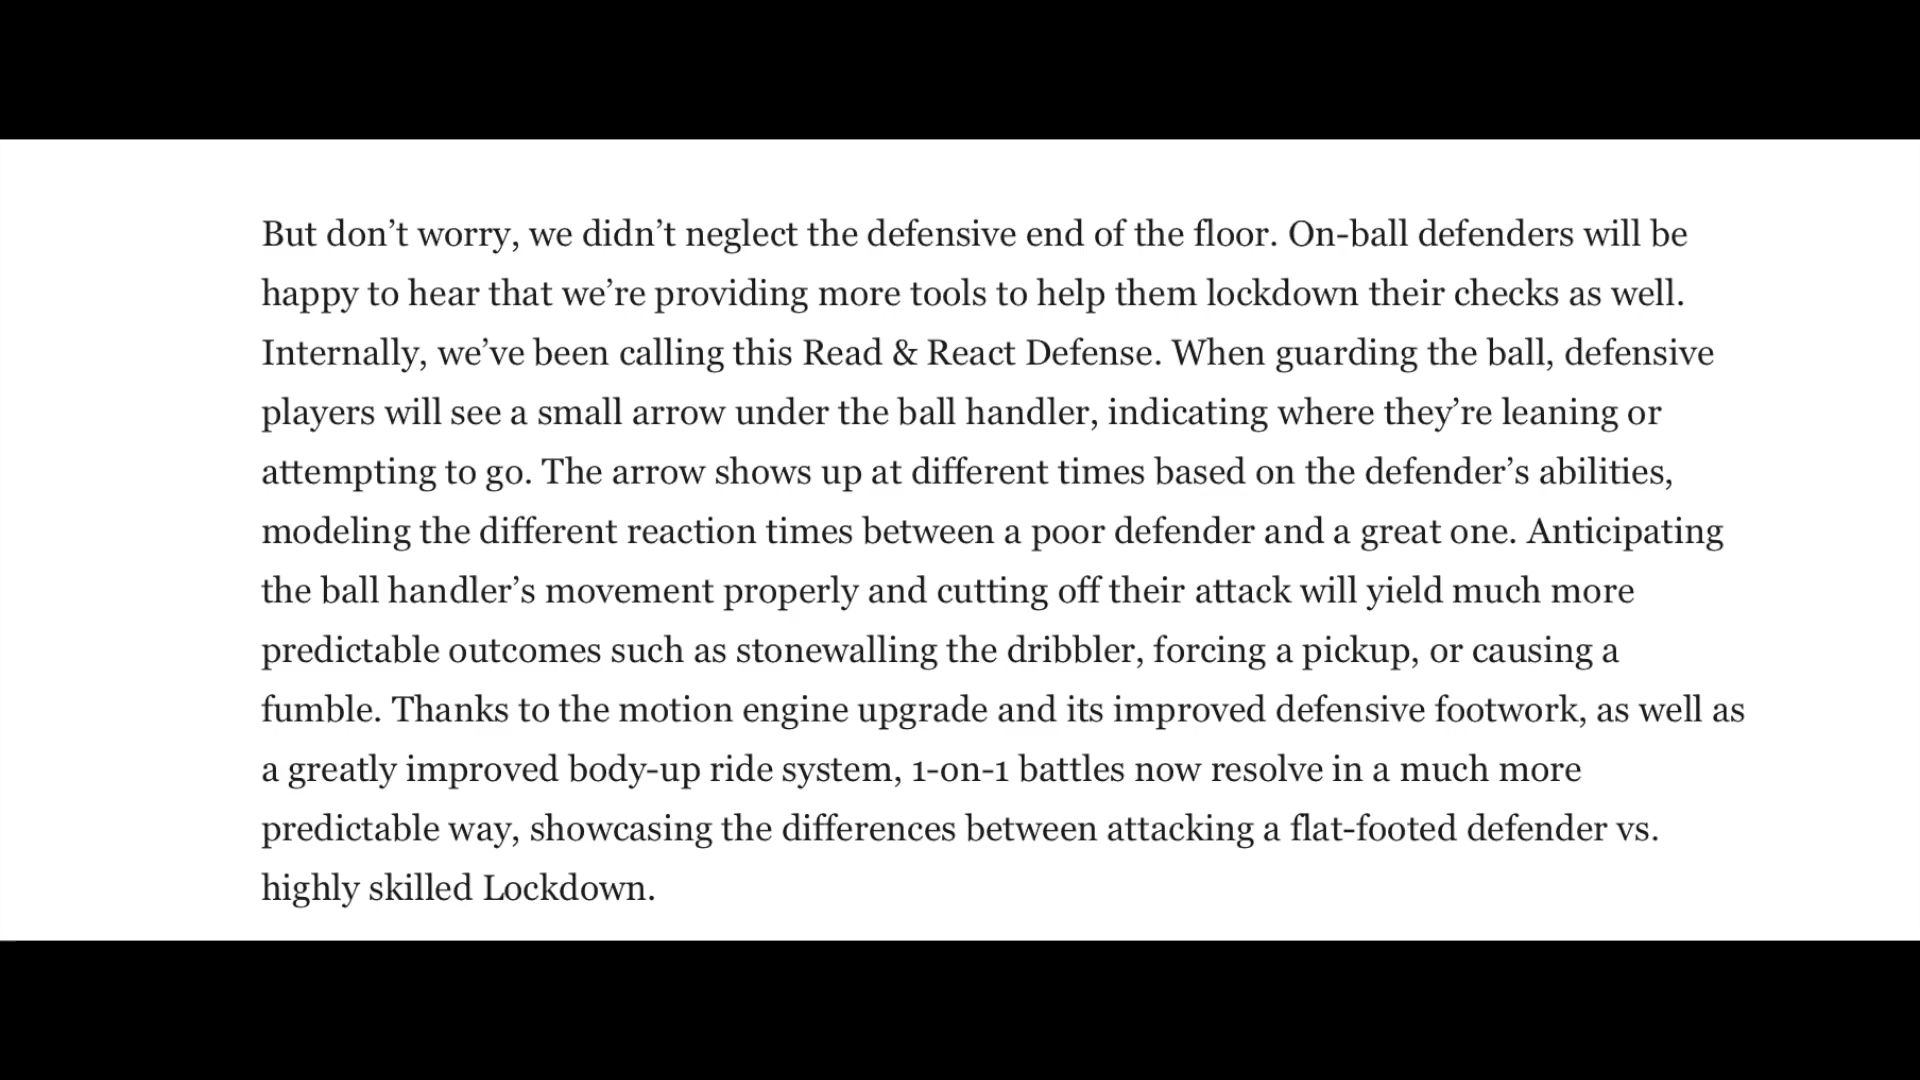 But don’t worry, we didn’t neglect the defensive end of the floor. On-ball defenders will be
happy to hear that we’re providing more tools to help them lockdown their checks as well.
Internally, we’ve been calling this Read & React Defense. When guarding the ball, defensive
players will see a small arrow under the ball handler, indicating where they’re leaning or
attempting to go. The arrow shows up at different times based on the defender’s abilities,
modeling the different reaction times between a poor defender and a great one. Anticipating
the ball handler’s movement properly and cutting off their attack will yield much more
predictable outcomes such as stonewalling the dribbler, forcing a pickup, or causing a
fumble. Thanks to the motion engine upgrade and its improved defensive footwork, as well as
a greatly improved body-up ride system, 1-on-1 battles now resolve in a much more
predictable way, showcasing the differences between attacking a flat-footed defender vs.
highly skilled Lockdown.